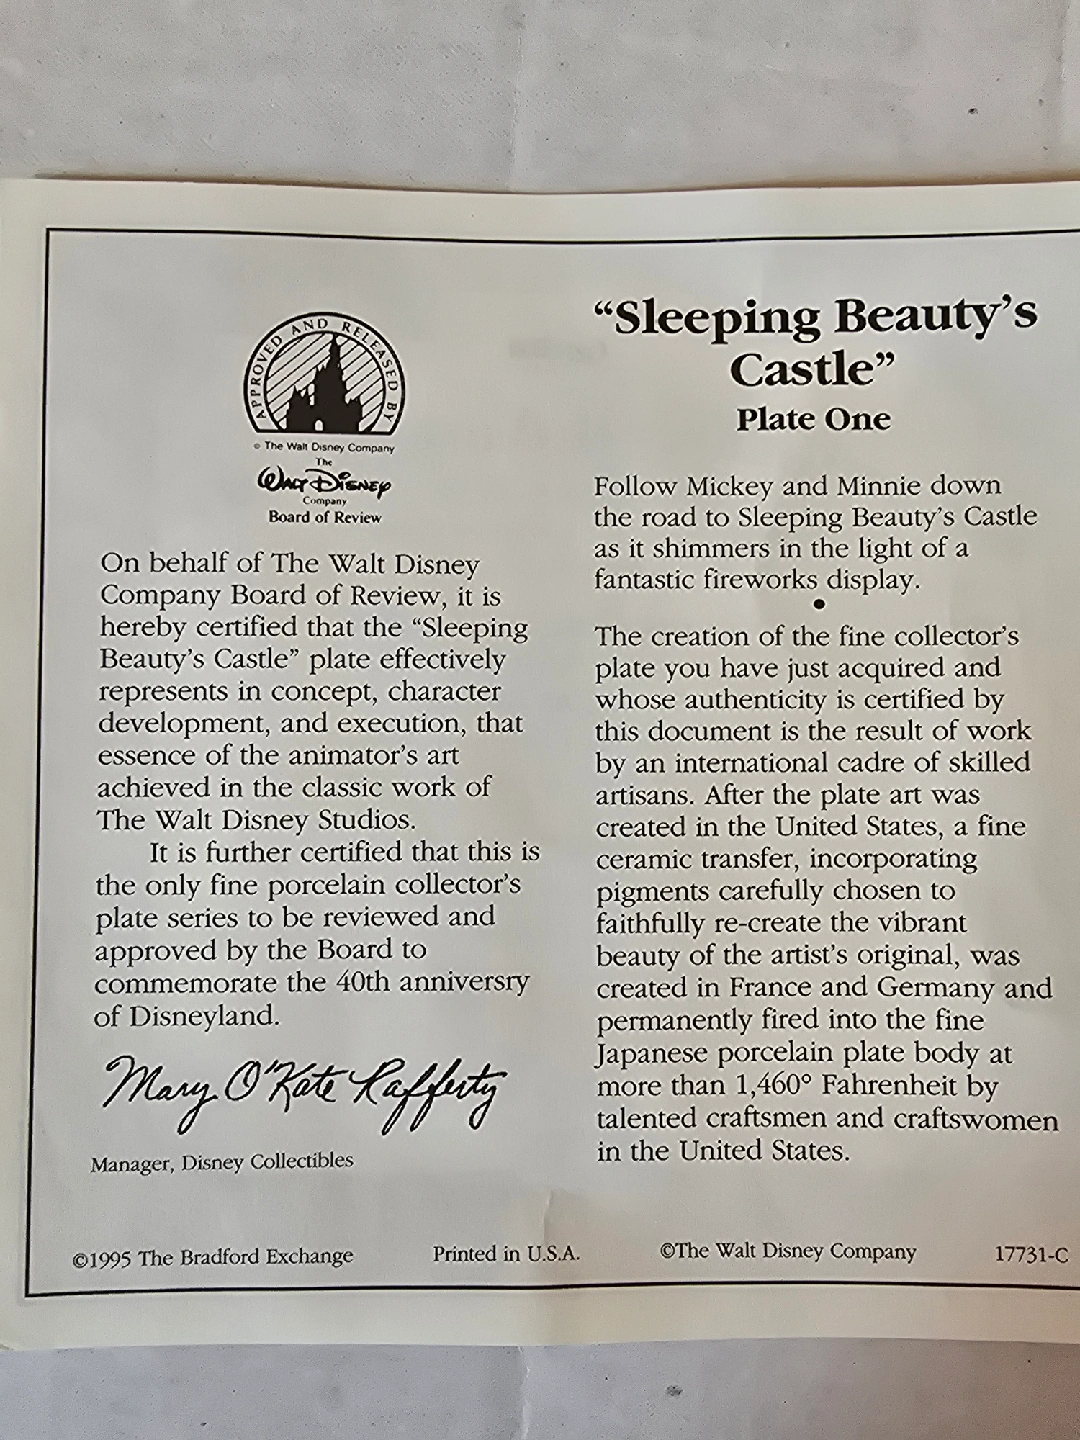 APPROVED AND RELEASED BY
© The Walt Disney Company
The
Walt Disney
Company
Board of Review
On behalf of The Walt Disney
Company Board of Review, it is
hereby certified that the “Sleeping
Beauty’s Castle” plate effectively
represents in concept, character
development, and execution, that
essence of the animator’s art
achieved in the classic work of
The Walt Disney Studios.
It is further certified that this is
the only fine porcelain collector’s
plate series to be reviewed and
approved by the Board to
commemorate the 40th anniversry
of Disneyland.
Mary O'Kate Rafferty
Manager, Disney Collectibles
“Sleeping Beauty’s
Castle”
Plate One
Follow Mickey and Minnie down
the road to Sleeping Beauty’s Castle
as it shimmers in the light of a
fantastic fireworks display.
•
The creation of the fine collector’s
plate you have just acquired and
whose authenticity is certified by
this document is the result of work
by an international cadre of skilled
artisans. After the plate art was
created in the United States, a fine
ceramic transfer, incorporating
pigments carefully chosen to
faithfully re-create the vibrant
beauty of the artist’s original, was
created in France and Germany and
permanently fired into the fine
Japanese porcelain plate body at
more than 1,460° Fahrenheit by
talented craftsmen and craftswomen
in the United States.
©1995 The Bradford Exchange Printed in U.S.A. ©The Walt Disney Company 17731-C